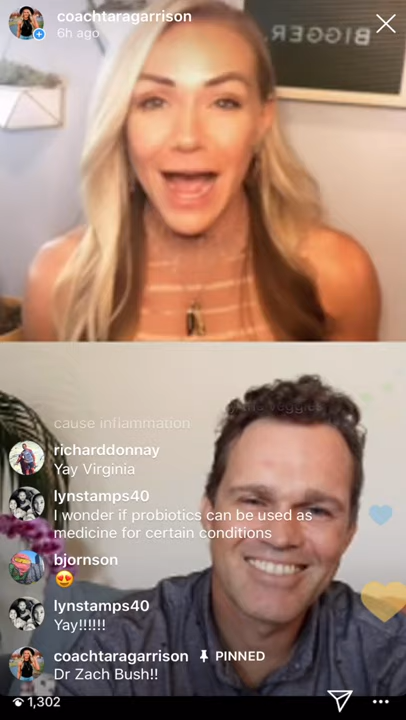 coachtaragarrison
6h ago
BIGGER
cause inflammation
richarddonnay
Yay Virginia
lynstamps40
I wonder if probiotics can be used as
medicine for certain conditions
bjornson
😍
lynstamps40
Yay!!!!!!
coachtaragarrison PINNED
Dr Zach Bush!!
1,302